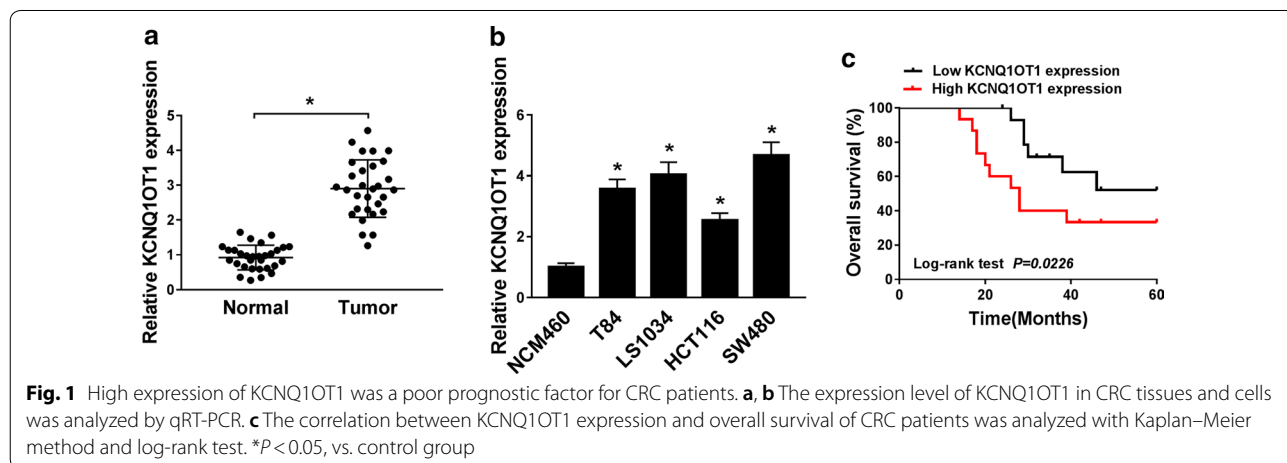 a
Relative KCNQ1OT1 expression
5
4
3
2
1
0
*
Normal Tumor
b
Relative KCNQ1OT1 expression
6
4
2
0
* * * *
NCM460 T84 LS1034 HCT116 SW480
c
Low KCNQ1OT1 expression
High KCNQ1OT1 expression
Overall survival (%)
100
80
60
40
20
0
Log-rank test P=0.0226
0 20 40 60
Time(Months)
Fig. 1 High expression of KCNQ1OT1 was a poor prognostic factor for CRC patients. a, b The expression level of KCNQ1OT1 in CRC tissues and cells
was analyzed by qRT-PCR. c The correlation between KCNQ1OT1 expression and overall survival of CRC patients was analyzed with Kaplan–Meier
method and log-rank test. *P < 0.05, vs. control group